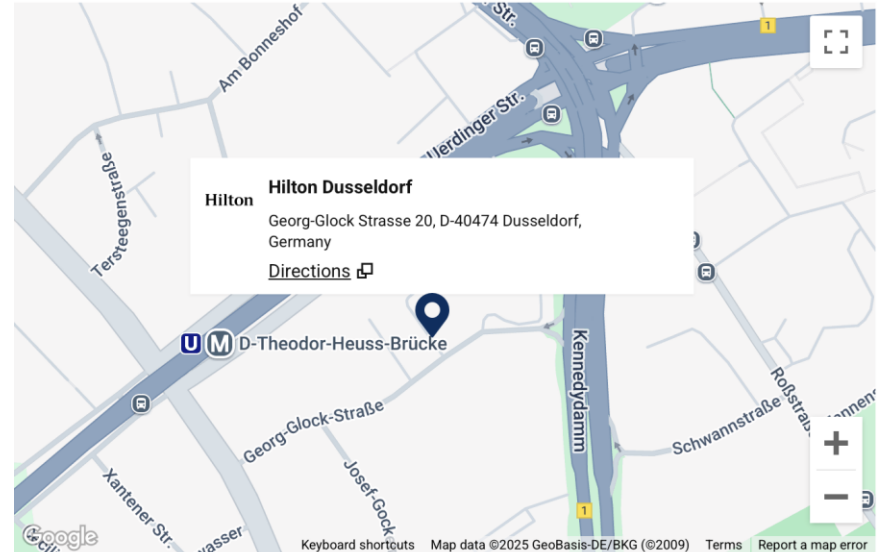 Str.
1
Am Bonneshof
Uerdinger Str.
Tersteegenstraße
Hilton
Hilton Dusseldorf
Georg-Glock Strasse 20, D-40474 Dusseldorf,
Germany
Directions
U M D-Theodor-Heuss-Brücke
Kennedydamm
Roßstraße
Georg-Glock-Straße
Schwannstraße
Josef-Gocke
Xantener Str.
1
+
−
Google
Keyboard shortcuts Map data ©2025 GeoBasis-DE/BKG (©2009) Terms Report a map error